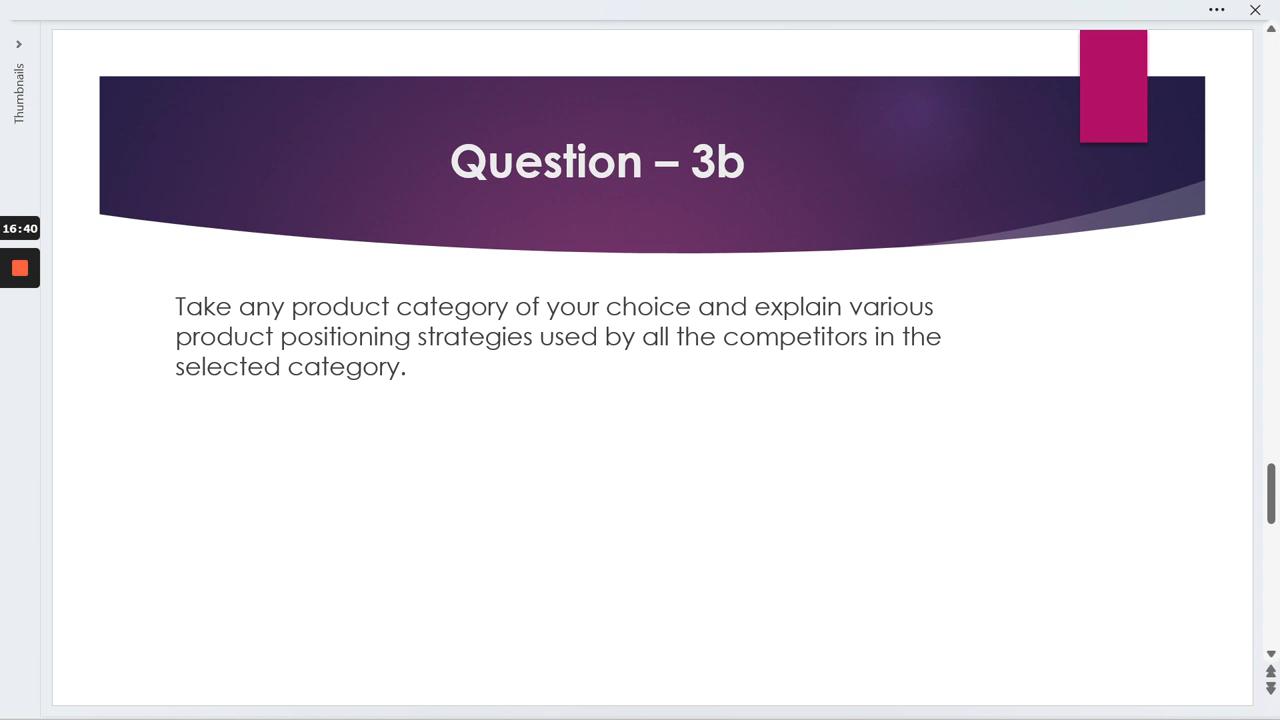 Thumbnails
16:40
Question – 3b
Take any product category of your choice and explain various
product positioning strategies used by all the competitors in the
selected category.